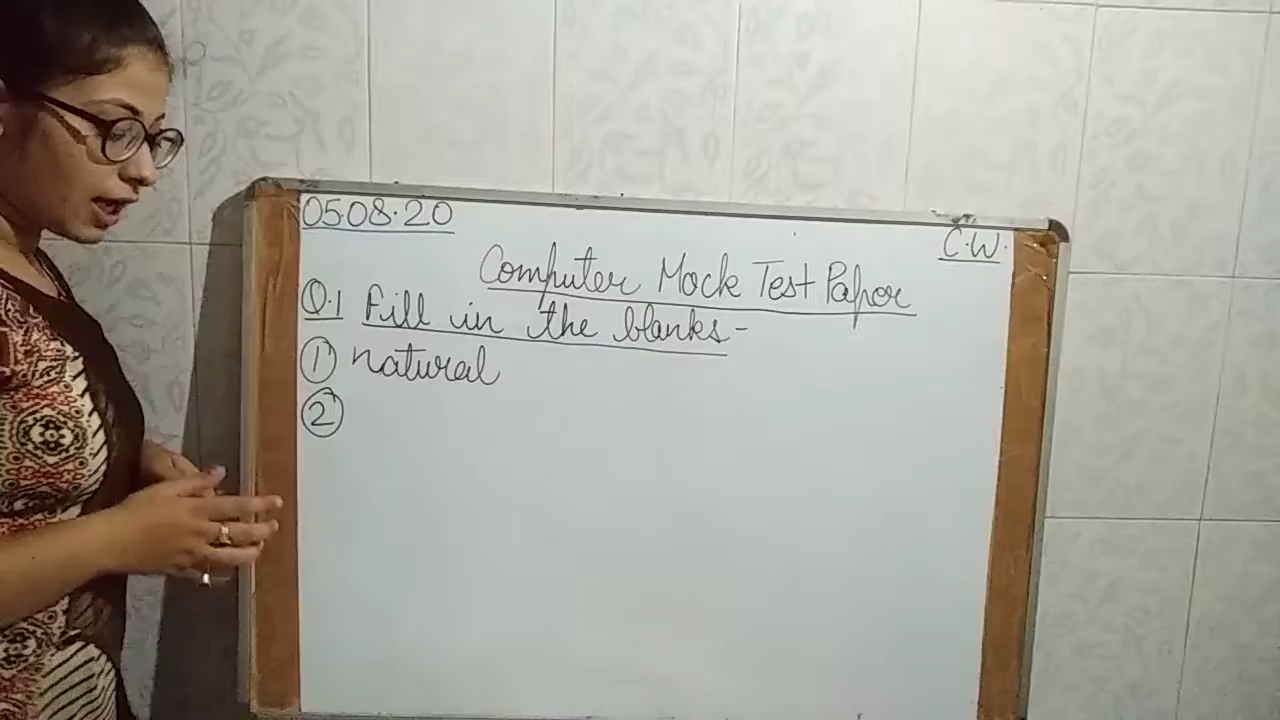 05.08.20
C.W.
Computer Mock Test Paper
Q.1 Fill in the blanks-
1 natural
2